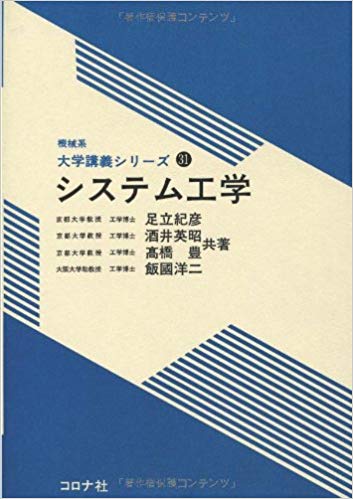 「著作権保護コンテンツ」
機械系
大学講義シリーズ 31
システム工学
京都大学教授 工学博士 足立紀彦
京都大学教授 工学博士 酒井英昭
京都大学教授 工学博士 髙橋 豊
大阪大学助教授 工学博士 飯國洋二
共著
コロナ社
「著作権保護コンテンツ」